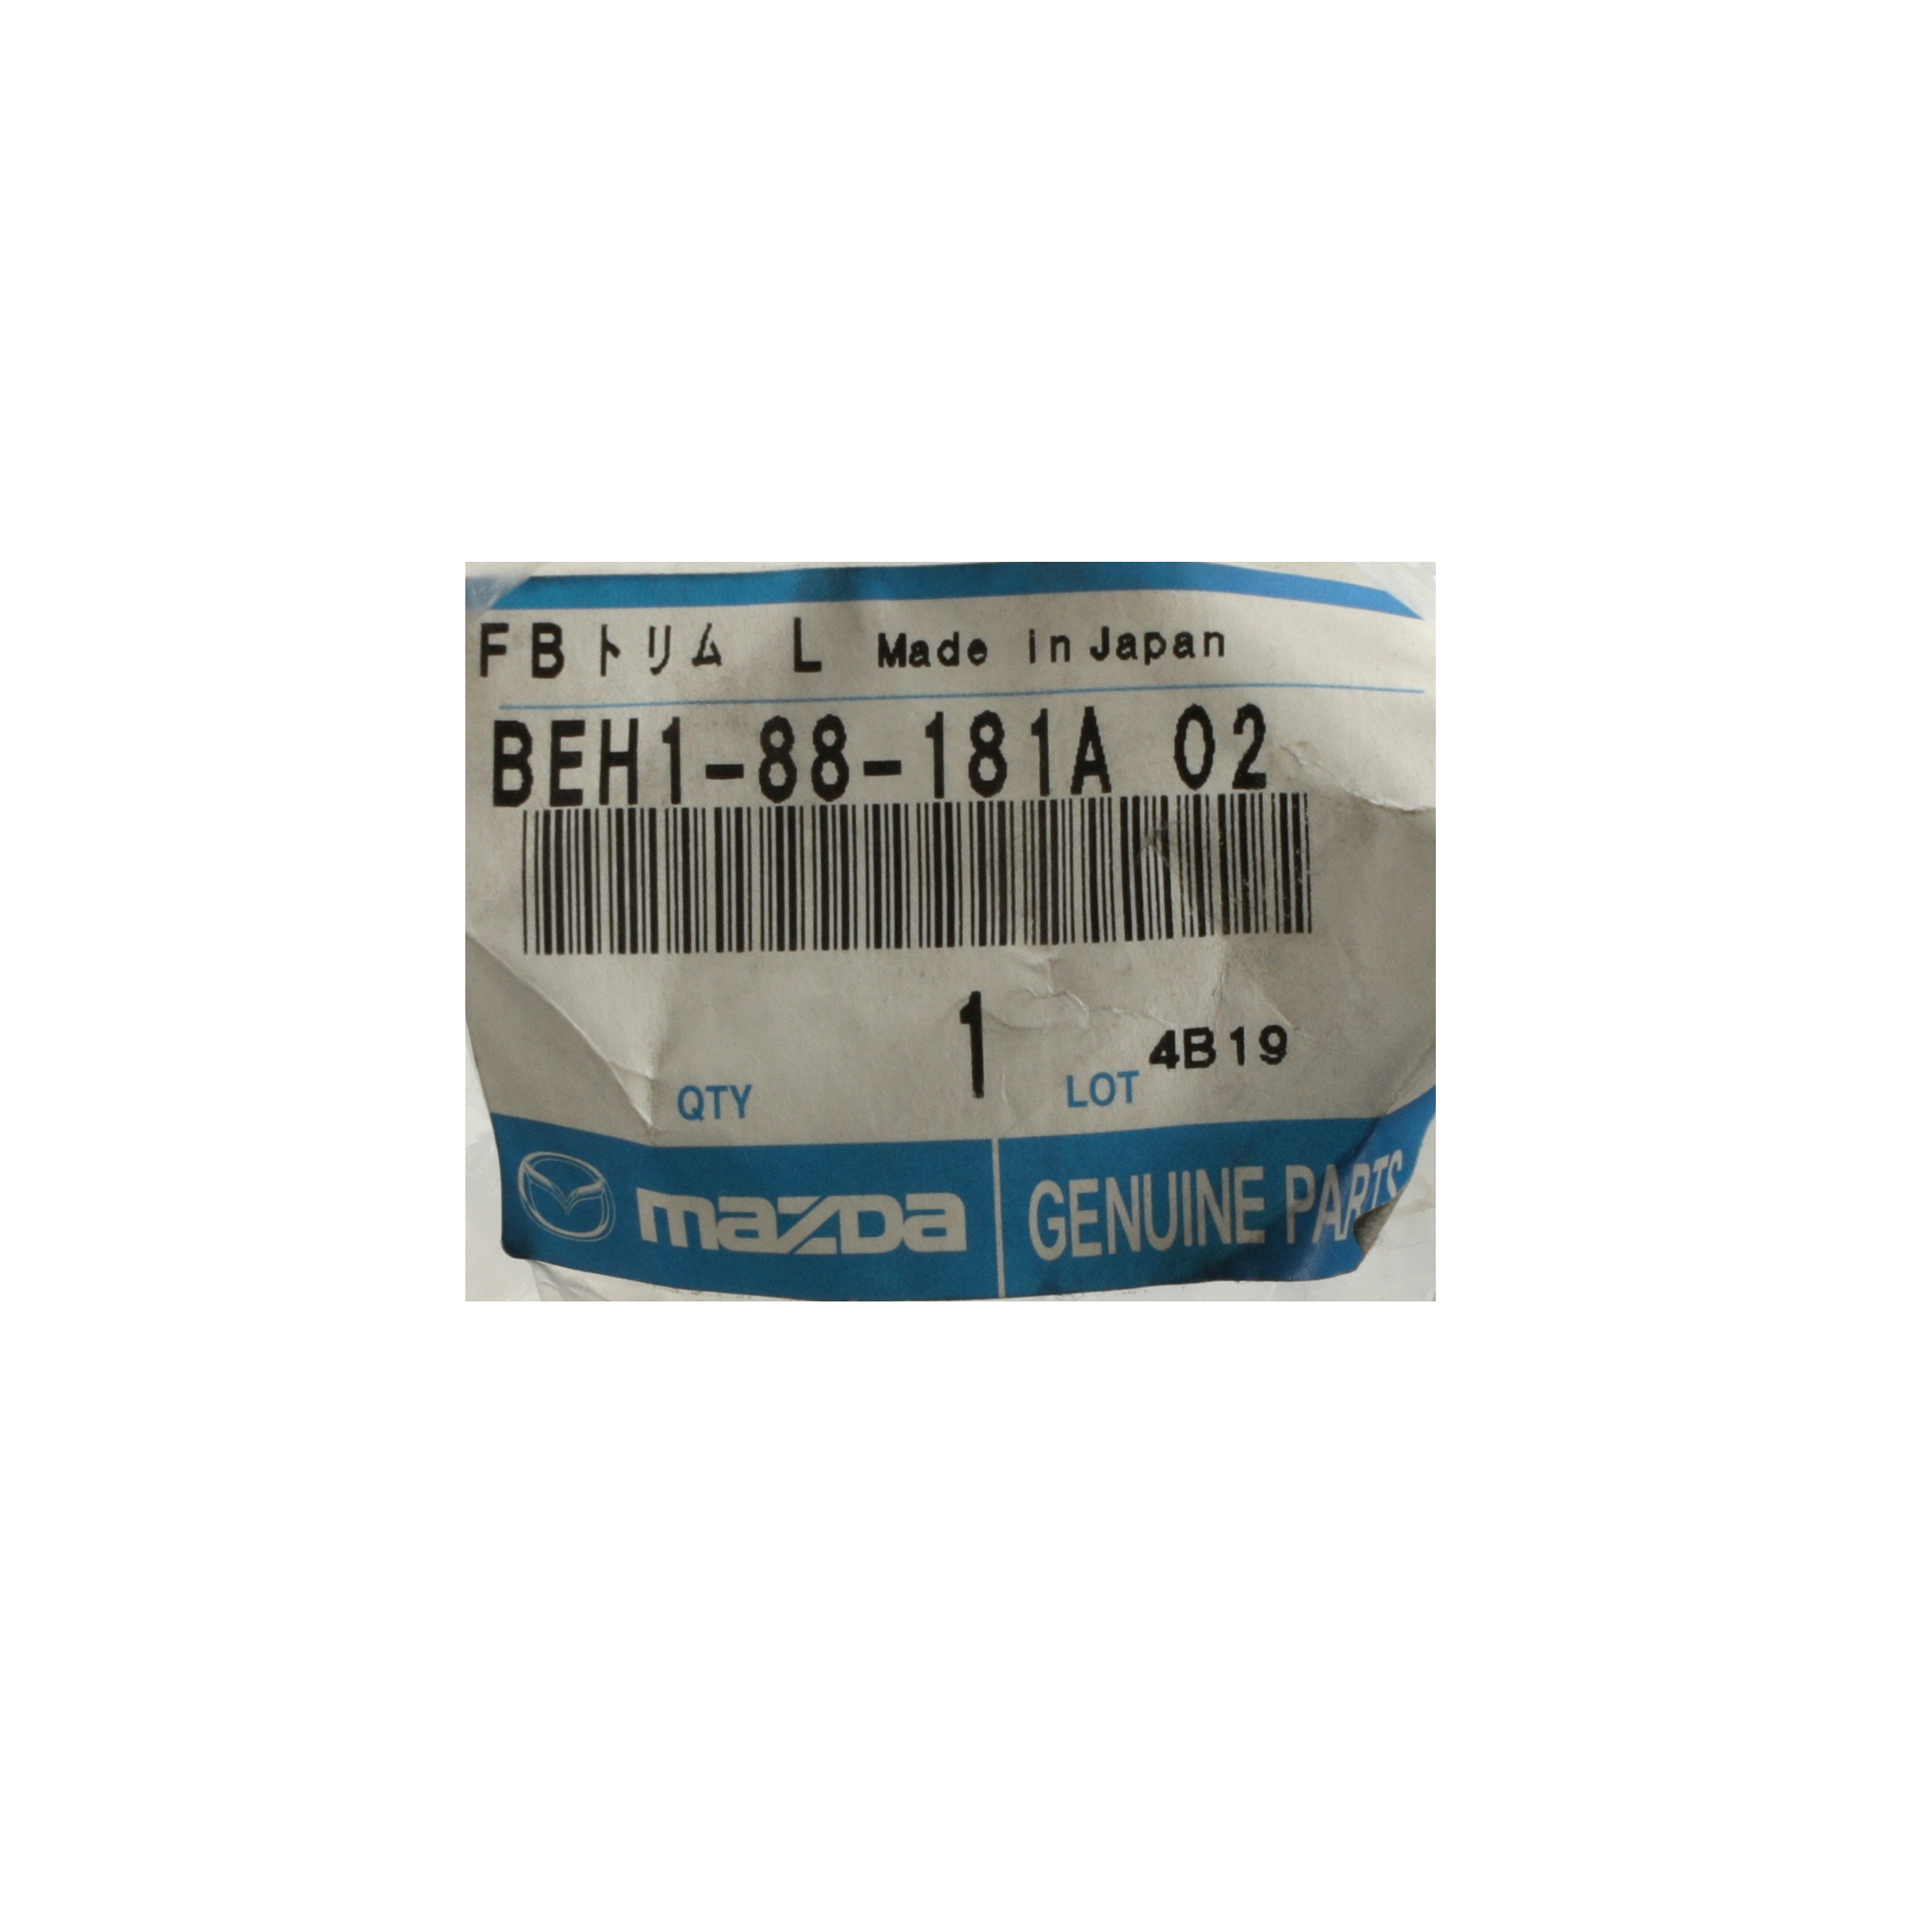 FBトリム L Made in Japan
BEH1-88-181A 02
1
QTY LOT 4B19
mazda GENUINE PARTS